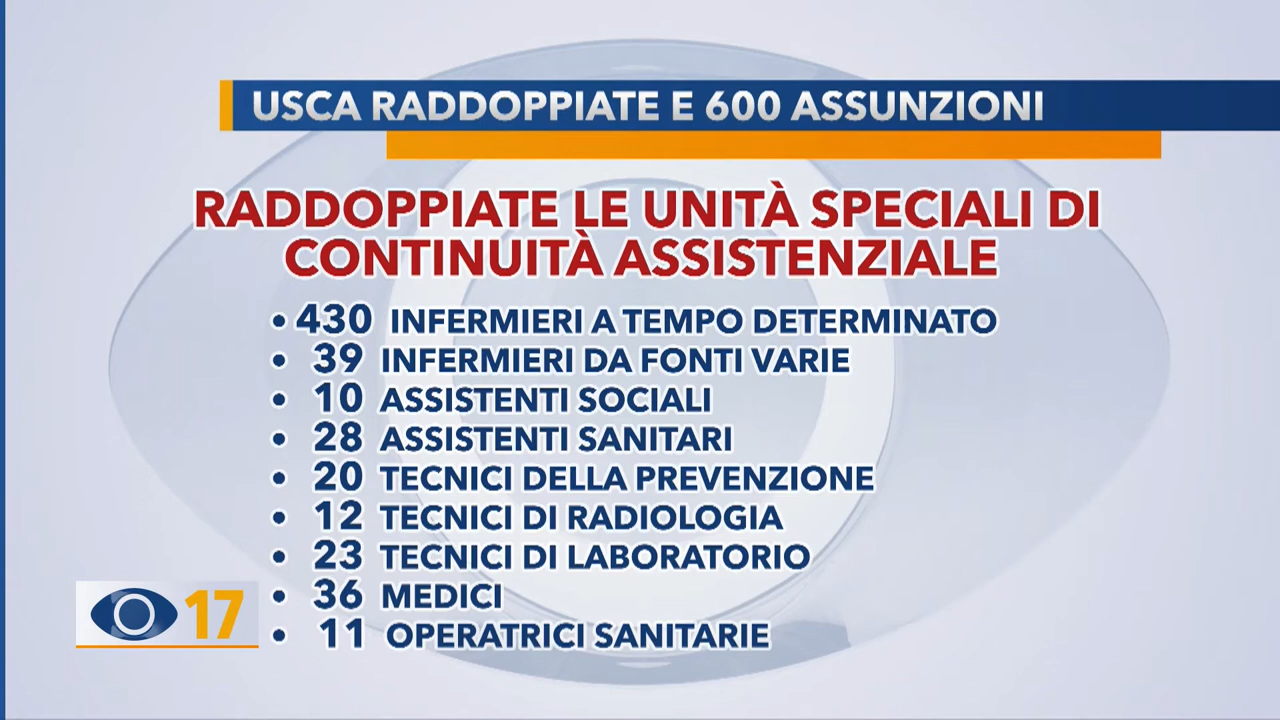 USCA RADDOPPIATE E 600 ASSUNZIONI
RADDOPPIATE LE UNITÀ SPECIALI DI
CONTINUITÀ ASSISTENZIALE
• 430 INFERMIERI A TEMPO DETERMINATO
• 39 INFERMIERI DA FONTI VARIE
• 10 ASSISTENTI SOCIALI
• 28 ASSISTENTI SANITARI
• 20 TECNICI DELLA PREVENZIONE
• 12 TECNICI DI RADIOLOGIA
• 23 TECNICI DI LABORATORIO
• 36 MEDICI
• 11 OPERATRICI SANITARIE
17